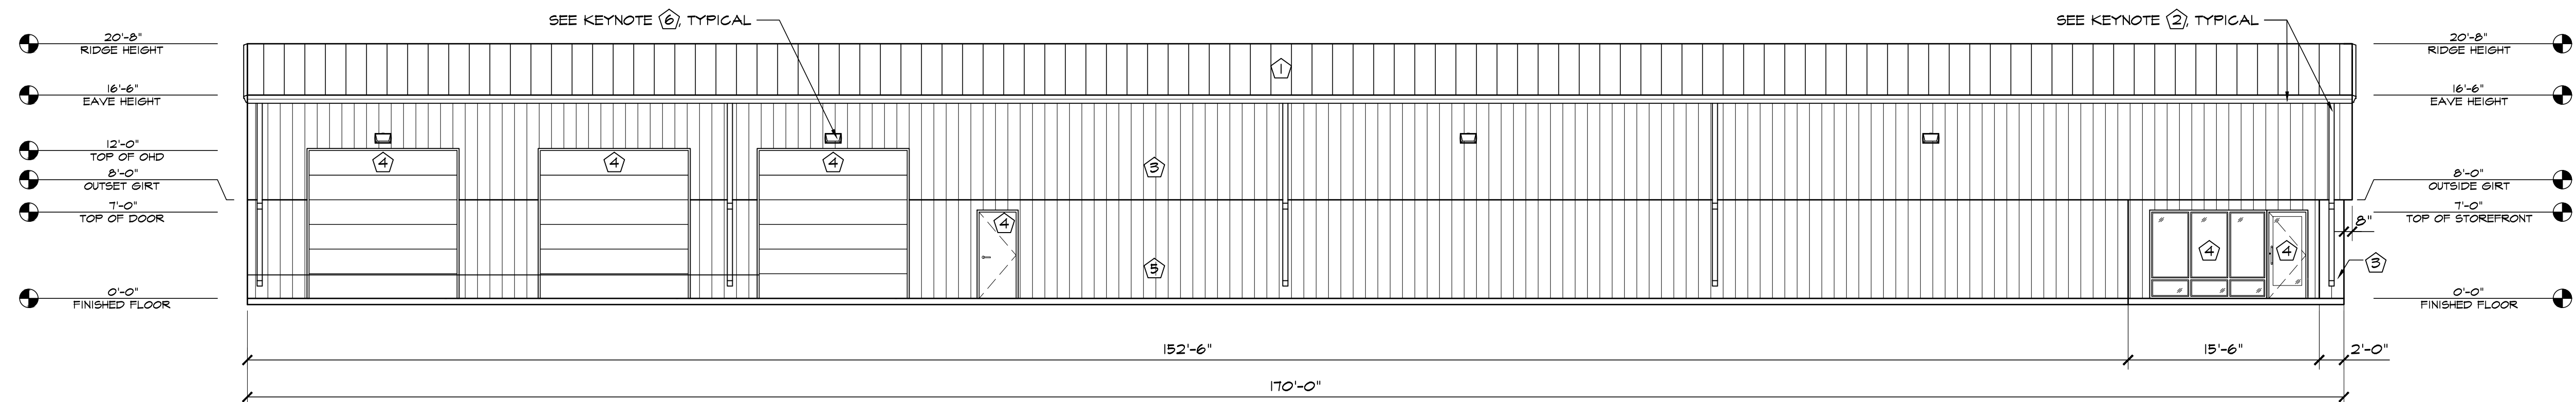 SEE KEYNOTE 6, TYPICAL
SEE KEYNOTE 2, TYPICAL
20'-8"
RIDGE HEIGHT
16'-6"
EAVE HEIGHT
12'-0"
TOP OF OHD
8'-0"
OUTSET GIRT
7'-0"
TOP OF DOOR
0'-0"
FINISHED FLOOR
1
4
4
4
3
4
5
4
4
20'-8"
RIDGE HEIGHT
16'-6"
EAVE HEIGHT
8'-0"
OUTSIDE GIRT
7'-0"
TOP OF STOREFRONT
8"
3
0'-0"
FINISHED FLOOR
152'-6"
15'-6"
2'-0"
170'-0"